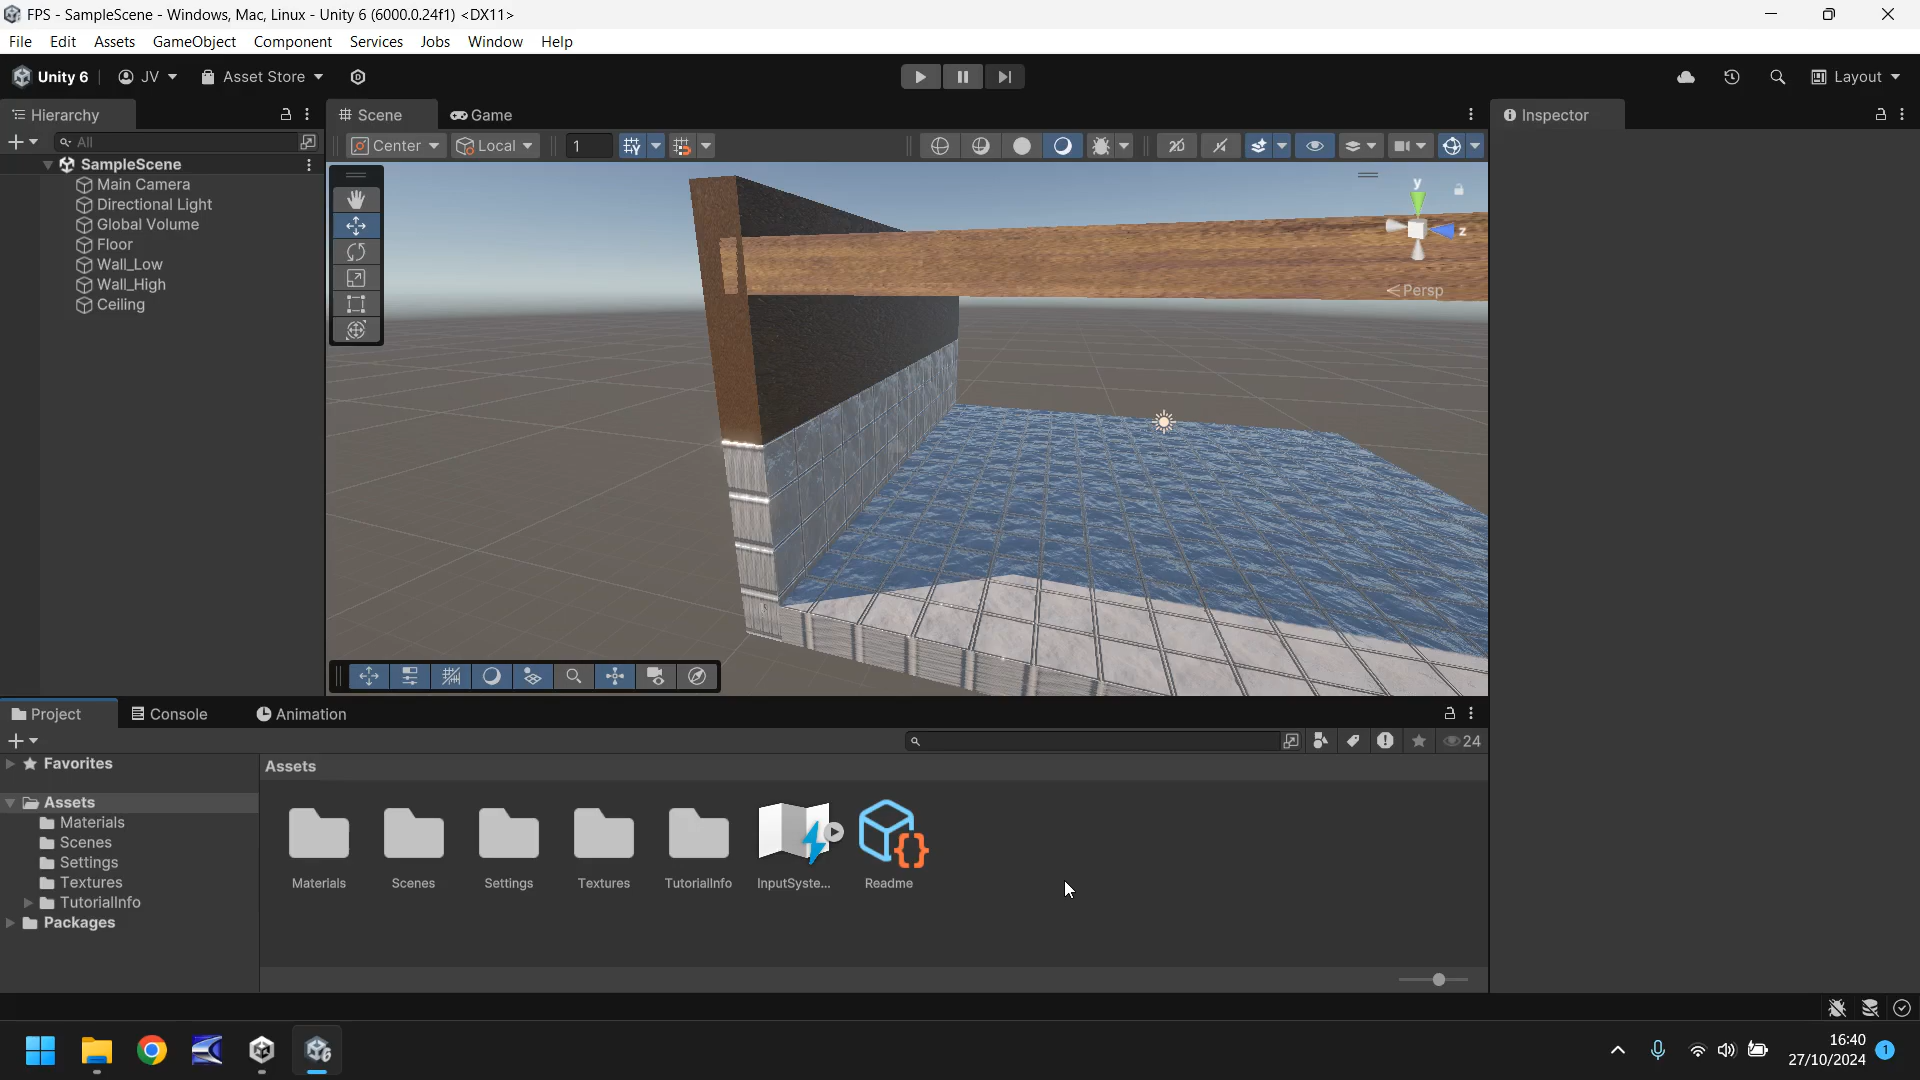 FPS - SampleScene - Windows, Mac, Linux - Unity 6 (6000.0.24f1) <DX11>
File Edit Assets GameObject Component Services Jobs Window Help
Unity 6 JV Asset Store Layout
Hierarchy
Scene
Game
Inspector
All
Center
Local
1
SampleScene
Main Camera
Directional Light
Global Volume
Floor
Wall_Low
Wall_High
Ceiling
y
z
Persp
Project
Console
Animation
24
Favorites
Assets
Materials
Scenes
Settings
Textures
TutorialInfo
Packages
Assets
Materials
Scenes
Settings
Textures
TutorialInfo
InputSyste...
Readme
6
16:40
27/10/2024
1